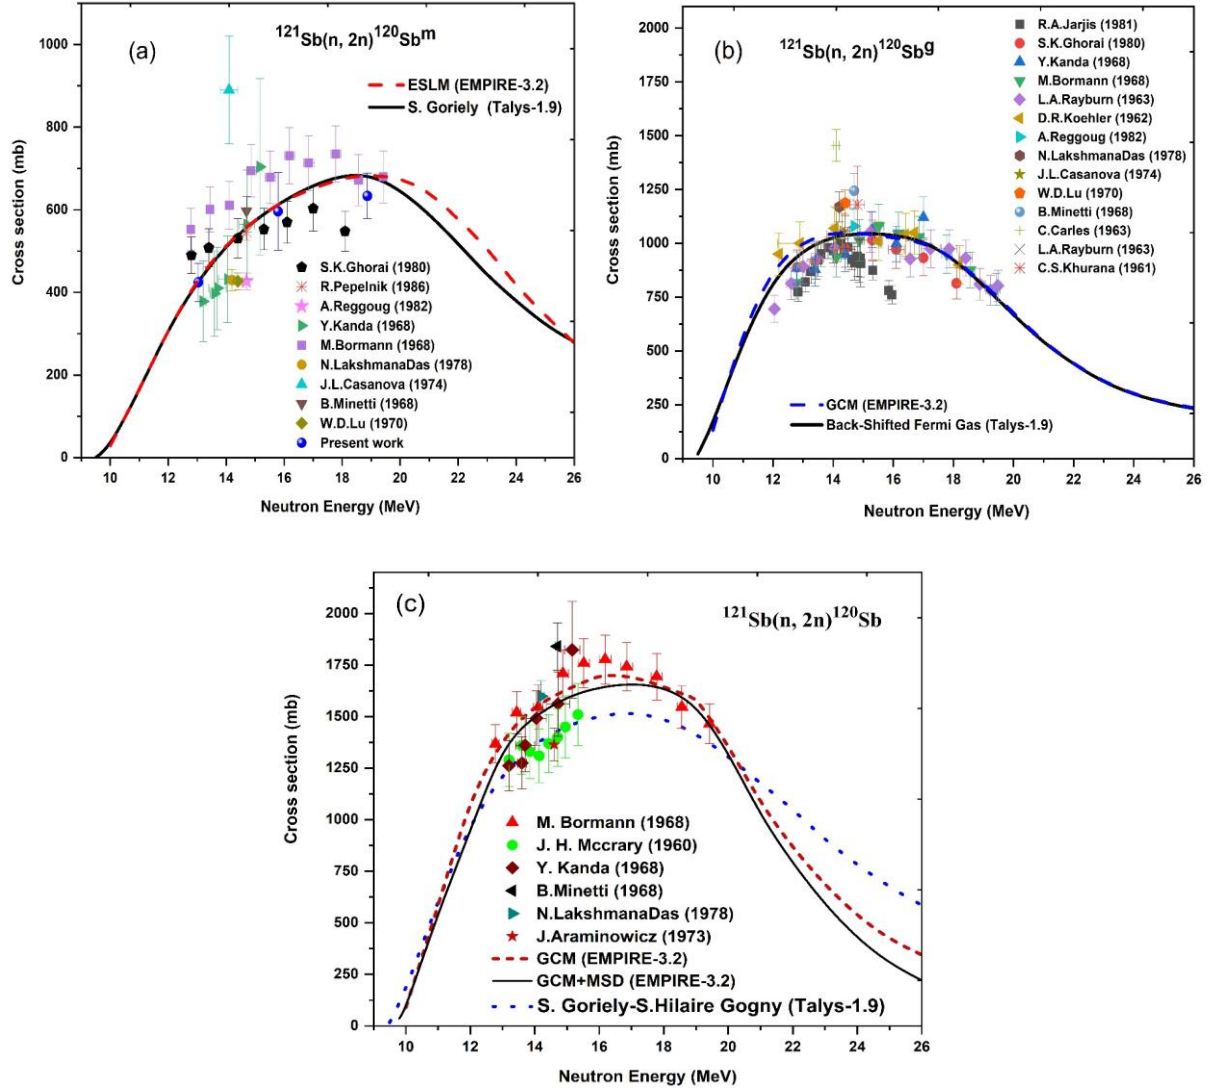 (a)
121Sb(n, 2n)120Sbm
ESLM (EMPIRE-3.2)
S. Goriely (Talys-1.9)
S.K.Ghorai (1980)
R.Pepelnik (1986)
A.Reggoug (1982)
Y.Kanda (1968)
M.Bormann (1968)
N.LakshmanaDas (1978)
J.L.Casanova (1974)
B.Minetti (1968)
W.D.Lu (1970)
Present work
Cross section (mb)
1000
800
600
400
200
0
8 10 12 14 16 18 20 22 24 26
Neutron Energy (MeV)
(b)
121Sb(n, 2n)120Sbg
R.A.Jarjis (1981)
S.K.Ghorai (1980)
Y.Kanda (1968)
M.Bormann (1968)
L.A.Rayburn (1963)
D.R.Koehler (1962)
A.Reggoug (1982)
N.LakshmanaDas (1978)
J.L.Casanova (1974)
W.D.Lu (1970)
B.Minetti (1968)
C.Carles (1963)
L.A.Rayburn (1963)
C.S.Khurana (1961)
GCM (EMPIRE-3.2)
Back-Shifted Fermi Gas (Talys-1.9)
Cross section (mb)
2000
1750
1500
1250
1000
750
500
250
0
10 12 14 16 18 20 22 24 26
Neutron Energy (MeV)
(c)
121Sb(n, 2n)120Sb
M. Bormann (1968)
J. H. Mccrary (1960)
Y. Kanda (1968)
B.Minetti (1968)
N.LakshmanaDas (1978)
J.Araminowicz (1973)
GCM (EMPIRE-3.2)
GCM+MSD (EMPIRE-3.2)
S. Goriely-S.Hilaire Gogny (Talys-1.9)
Cross section (mb)
2000
1750
1500
1250
1000
750
500
250
0
10 12 14 16 18 20 22 24 26
Neutron Energy (MeV)